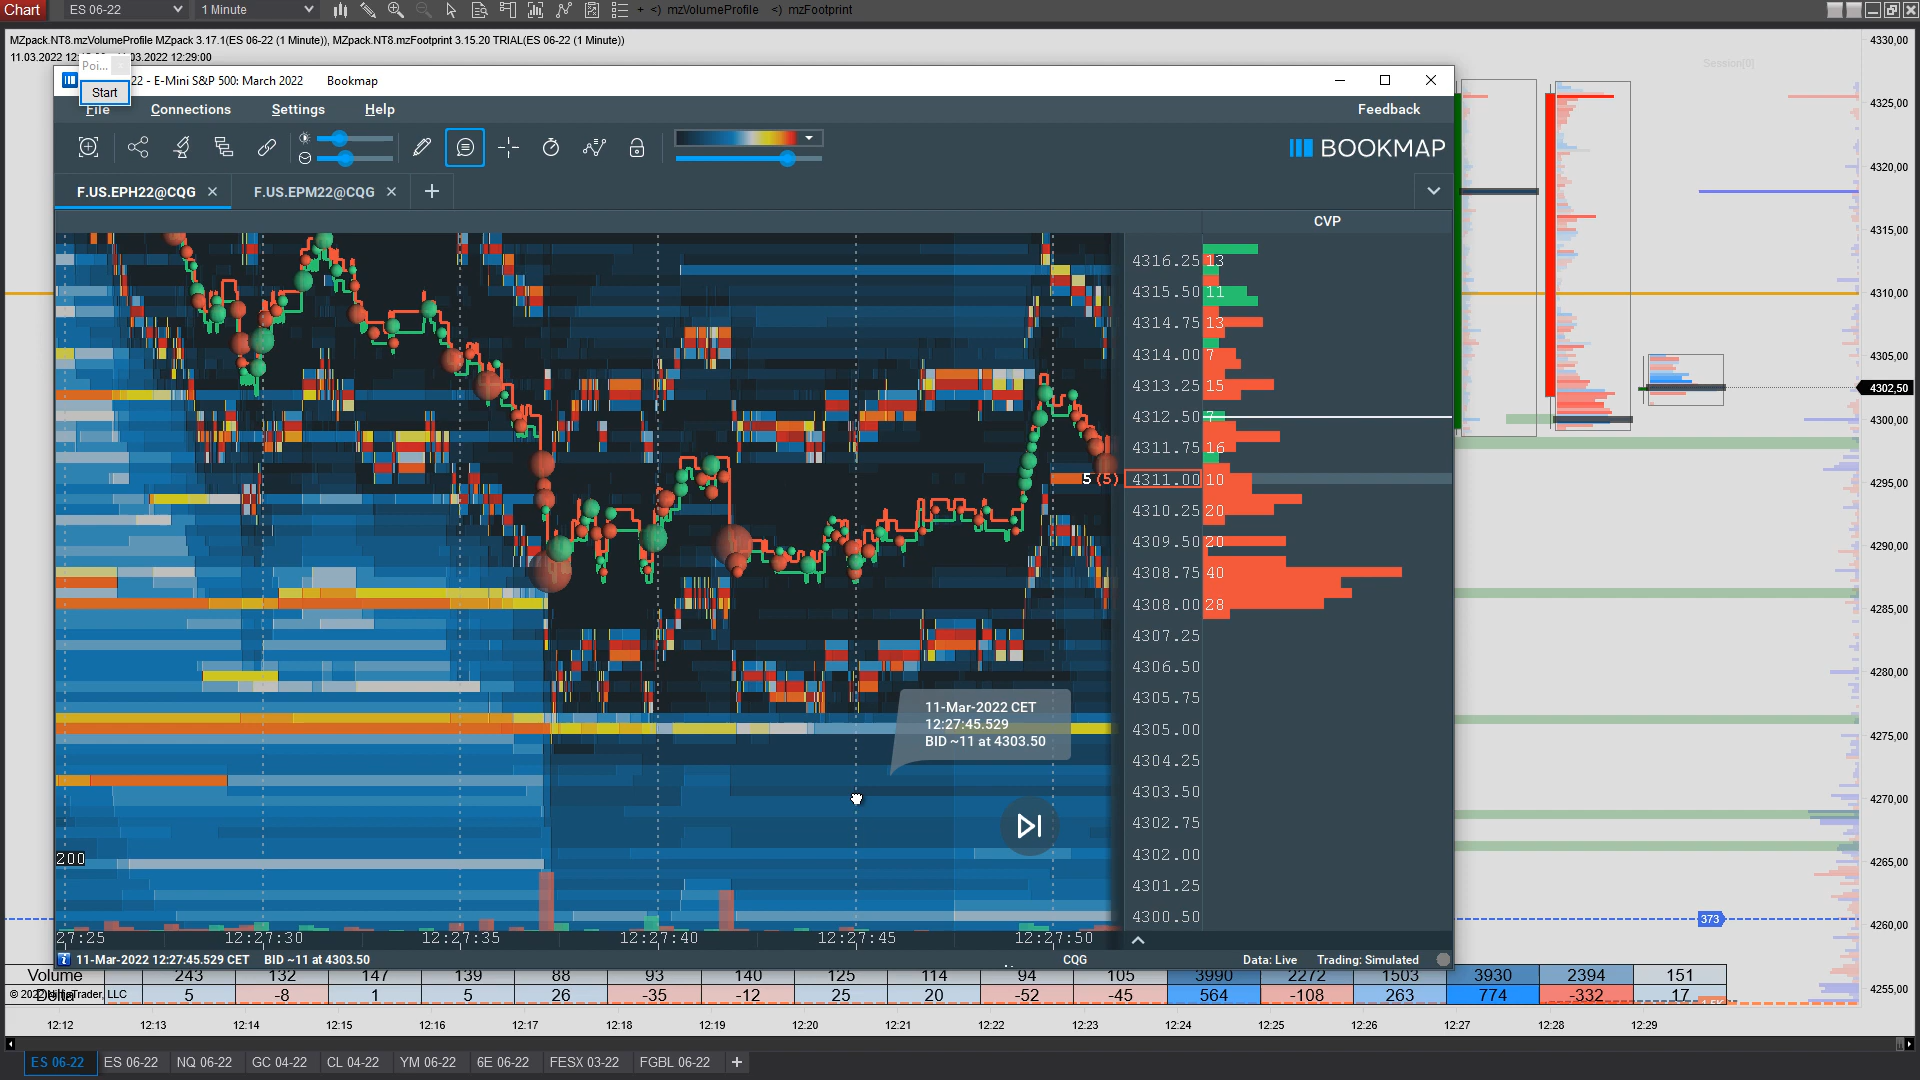 Chart ES 06-22 1 Minute + <> mzVolumeProfile <> mzFootprint
MZpack.NT8.mzVolumeProfile MZpack 3.17.1(ES 06-22 (1 Minute)), MZpack.NT8.mzFootprint 3.15.20 TRIAL(ES 06-22 (1 Minute))
Session[0]
Poi...
22 - E-Mini S&P 500: March 2022 Bookmap
Start
File Connections Settings Help Feedback
BOOKMAP
F.US.EPH22@CQG F.US.EPM22@CQG +
CVP
4316.25 13
4315.50 11
4314.75 13
4314.00 7
4313.25 15
4312.50 7
4311.75 16
5 (5) 4311.00 10
4310.25 20
4309.50 20
4308.75 40
4308.00 28
4307.25
4306.50
4305.75
4305.00
4304.25
4303.50
4302.75
4302.00
4301.25
4300.50
11-Mar-2022 CET
12:27:45.529
BID ~11 at 4303.50
200
27:25 12:27:30 12:27:35 12:27:40 12:27:45 12:27:50
11-Mar-2022 12:27:45.529 CET BID ~11 at 4303.50 CQG Data: Live Trading: Simulated
4330,00
4325,00
4320,00
4315,00
4310,00
4305,00
4302,50
4300,00
4295,00
4290,00
4285,00
4280,00
4275,00
4270,00
4265,00
373
4260,00
4255,00
Volume 243 132 147 139 88 93 140 125 114 94 105 3990 2272 1503 3930 2394 151
Delta 5 -8 1 5 26 -35 -12 25 20 -52 -45 564 -108 263 774 -332 17
12:12 12:13 12:14 12:15 12:16 12:17 12:18 12:19 12:20 12:21 12:22 12:23 12:24 12:25 12:26 12:27 12:28 12:29
ES 06-22 ES 06-22 NQ 06-22 GC 04-22 CL 04-22 YM 06-22 6E 06-22 FESX 03-22 FGBL 06-22 +